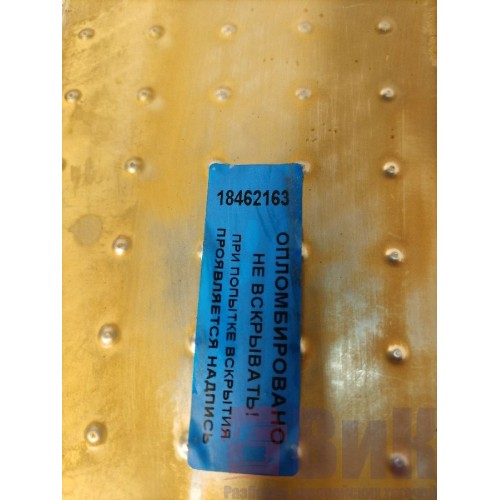 18462163
ОПЛОМБИРОВАНО
НЕ ВСКРЫВАТЬ!
ПРИ ПОПЫТКЕ ВСКРЫТИЯ
ПРОЯВЛЯЕТСЯ НАДПИСЬ